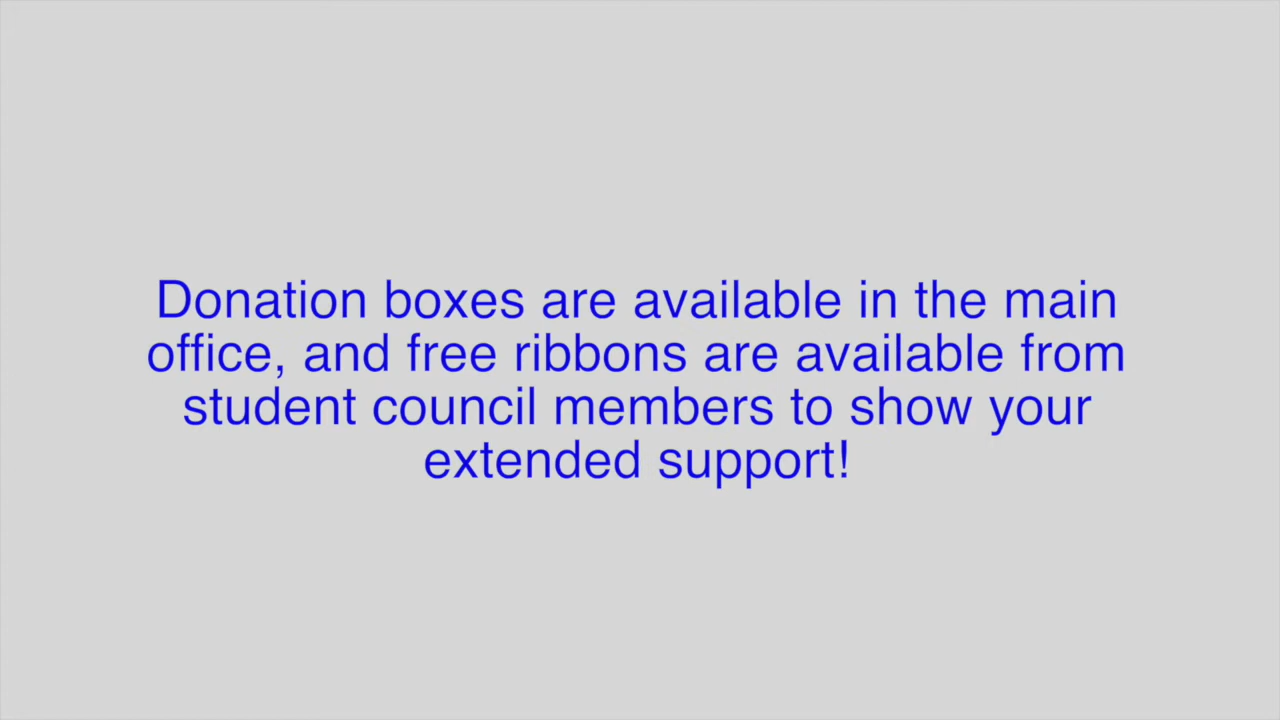 Donation boxes are available in the main
office, and free ribbons are available from
student council members to show your
extended support!